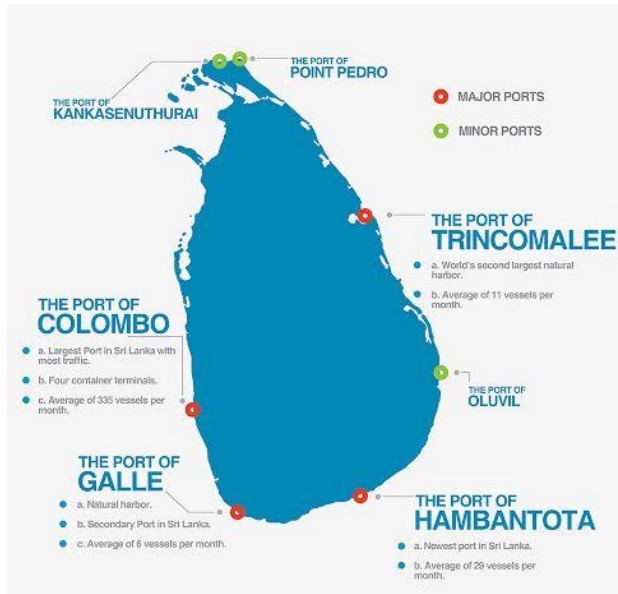 THE PORT OF
POINT PEDRO
THE PORT OF
KANKASENUTHURAI
MAJOR PORTS
MINOR PORTS
THE PORT OF
TRINCOMALEE
a. World's second largest natural
harbor.
b. Average of 11 vessels per
month.
THE PORT OF
COLOMBO
a. Largest Port in Sri Lanka with
most traffic.
b. Four container terminals.
c. Average of 335 vessels per
month.
THE PORT OF
OLUVIL
THE PORT OF
GALLE
a. Natural harbor.
b. Secondary Port in Sri Lanka.
c. Average of 6 vessels per month.
THE PORT OF
HAMBANTOTA
a. Newest port in Sri Lanka.
b. Average of 29 vessels per
month.